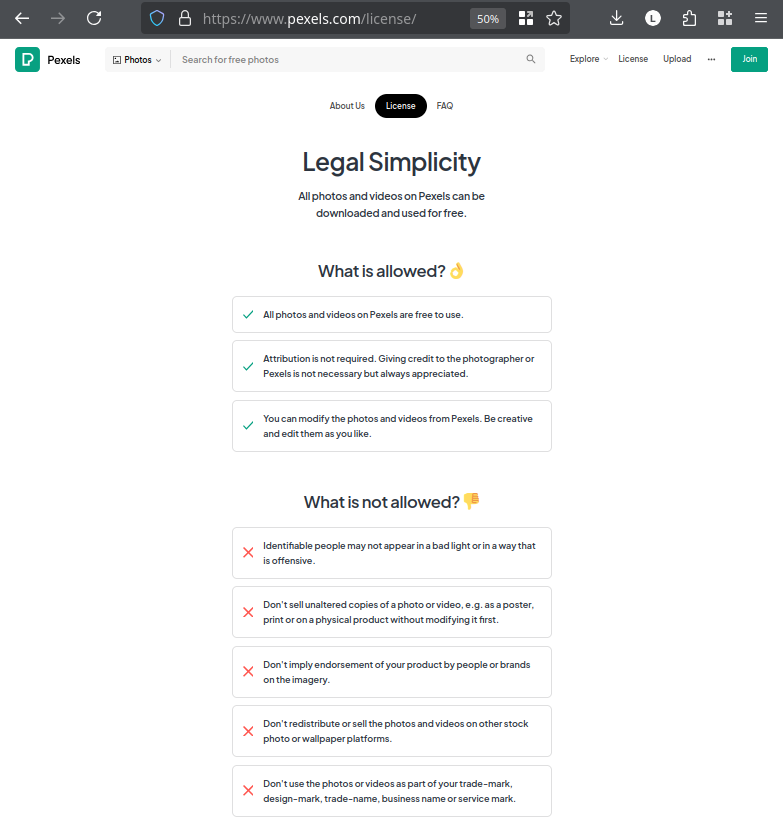 https://www.pexels.com/license/
50%
L
Pexels
Photos
Search for free photos
Explore
License
Upload
Join
About Us
License
FAQ
Legal Simplicity
All photos and videos on Pexels can be
downloaded and used for free.
What is allowed? 👌
All photos and videos on Pexels are free to use.
Attribution is not required. Giving credit to the photographer or
Pexels is not necessary but always appreciated.
You can modify the photos and videos from Pexels. Be creative
and edit them as you like.
What is not allowed? 👎
Identifiable people may not appear in a bad light or in a way that
is offensive.
Don't sell unaltered copies of a photo or video, e.g. as a poster,
print or on a physical product without modifying it first.
Don't imply endorsement of your product by people or brands
on the imagery.
Don't redistribute or sell the photos and videos on other stock
photo or wallpaper platforms.
Don't use the photos or videos as part of your trade-mark,
design-mark, trade-name, business name or service mark.